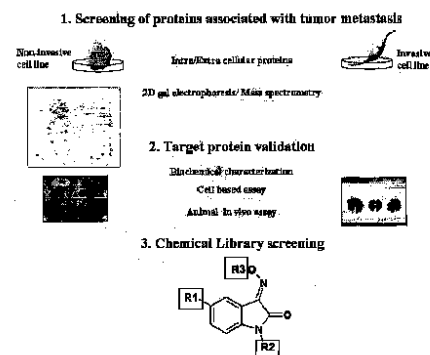 1. Screening of proteins associated with tumor metastasis
Non-invasive cell line
Intra/Extra cellular proteins
Invasive cell line
2D gel electrophoresis/ Mass spectrometry
2. Target protein validation
Biochemical characterization
Cell based assay
Animal in vivo assay
3. Chemical Library screening
R3 O
N
R1
O
N
R2